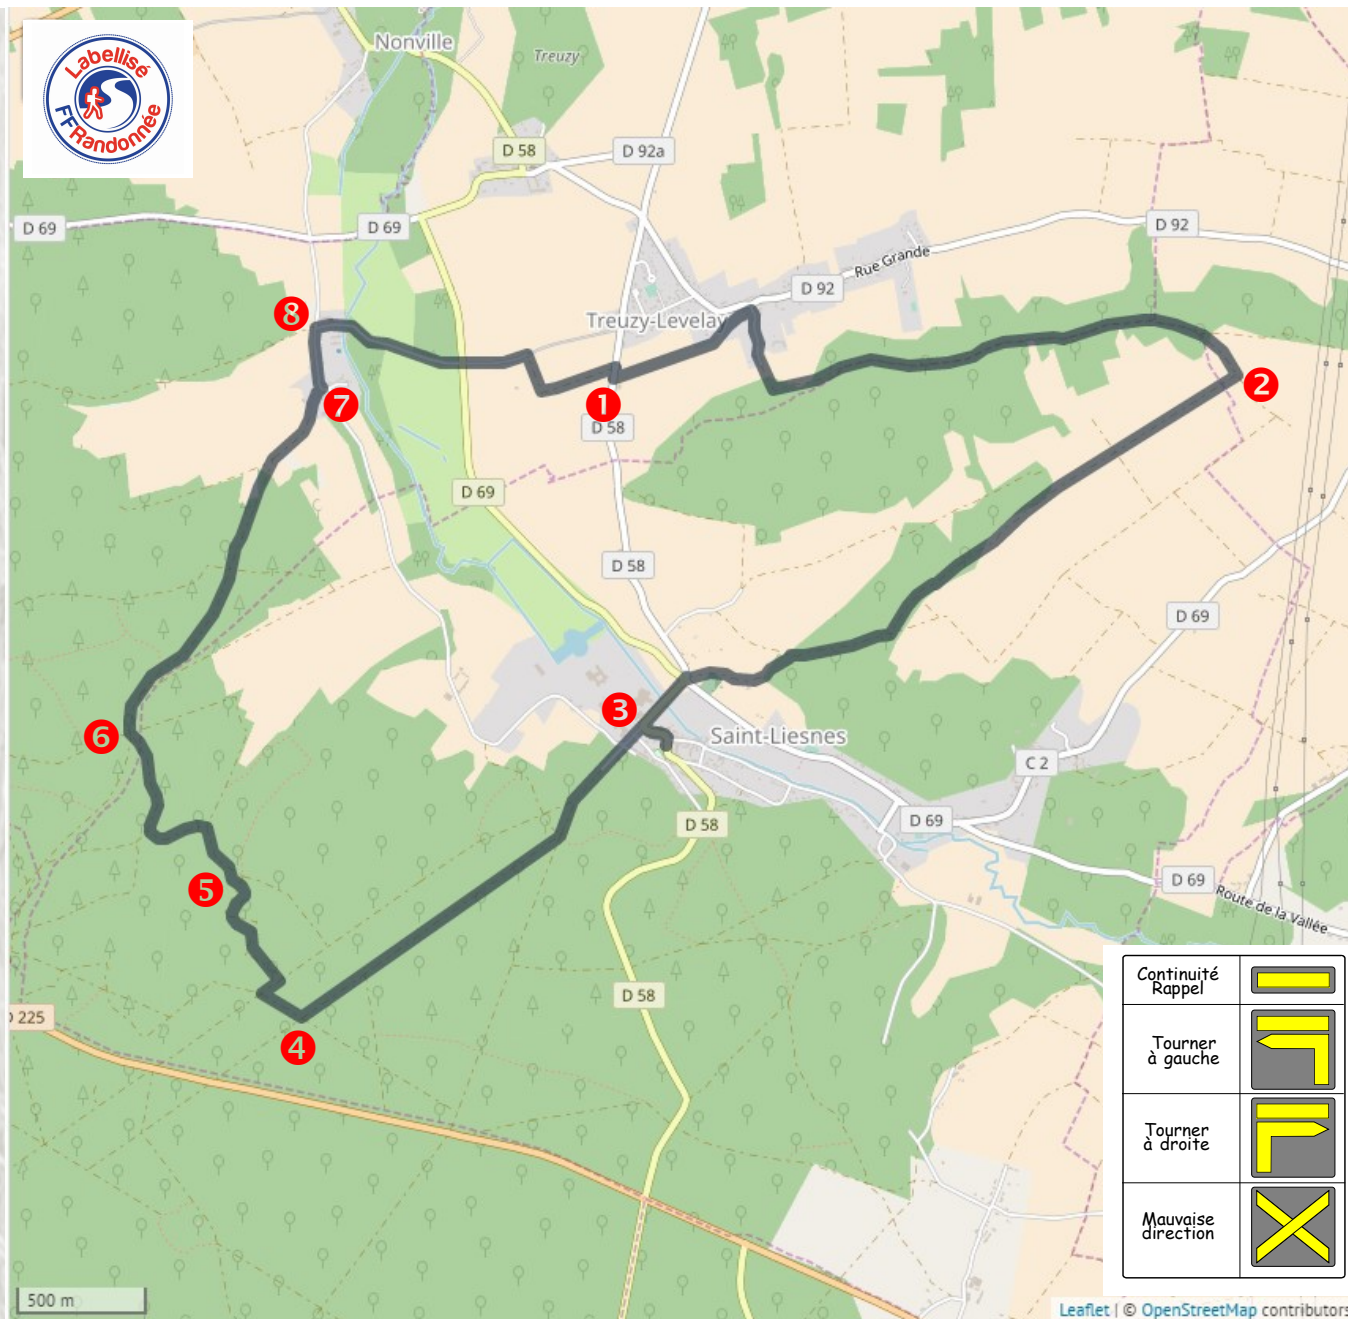 Labellisé
FFRandonnée
Nonville
Treuzy
D 58
D 92a
D 69
D 69
D 92
Rue Grande
D 92
8
Treuzy-Levelay
2
7
1
D 58
D 69
D 58
D 69
3
6
Saint-Liesnes
C 2
D 58
D 69
5
D 69
Route de la Vallée
D 58
D 225
4
Continuité
Rappel
Tourner
à gauche
Tourner
à droite
Mauvaise
direction
500 m
Leaflet | © OpenStreetMap contributors